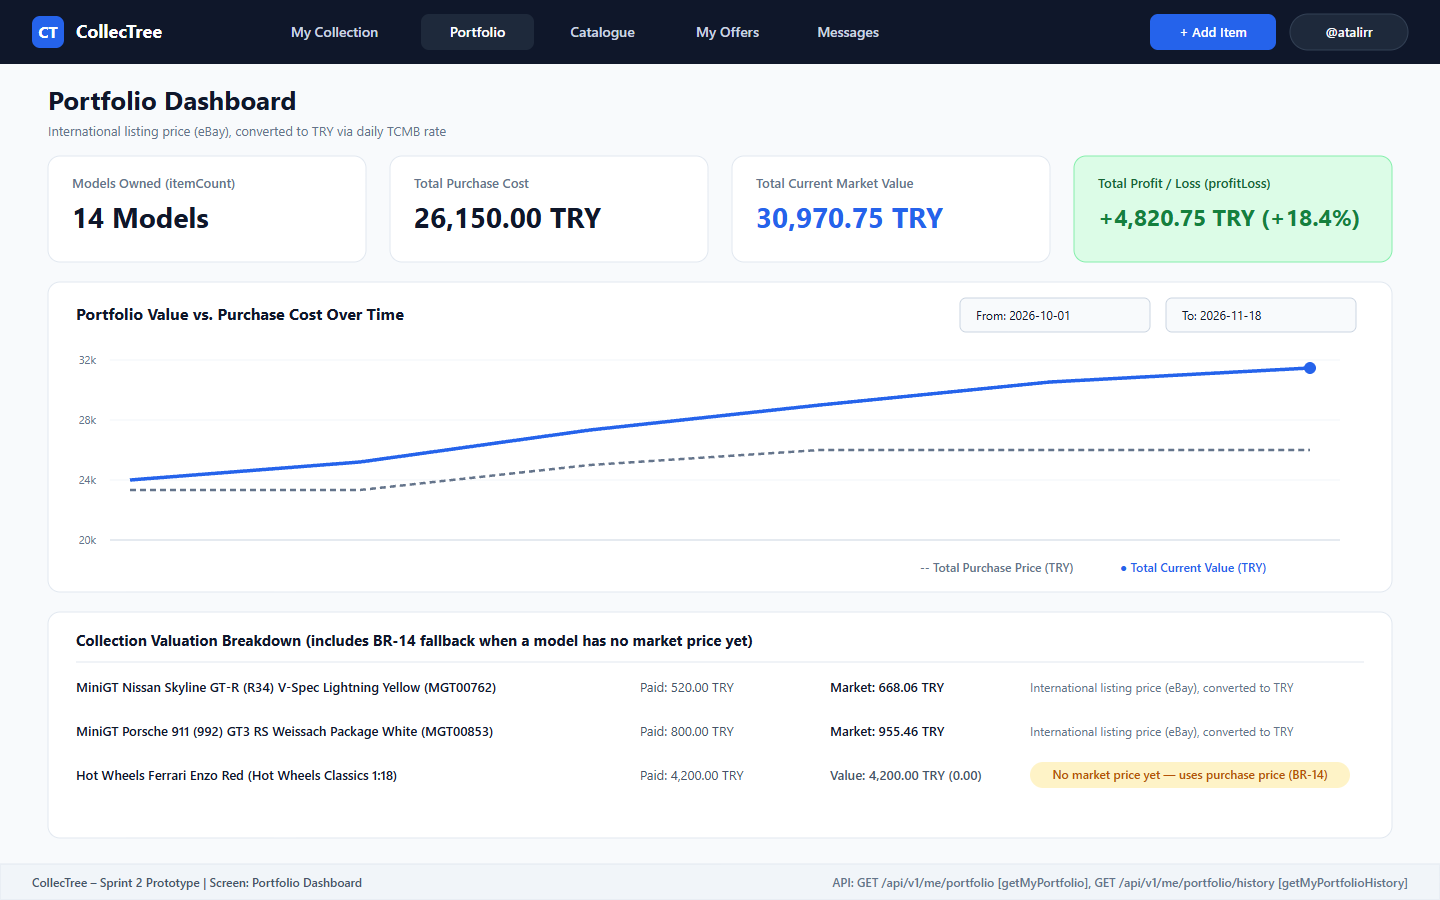 CT CollecTree My Collection Portfolio Catalogue My Offers Messages + Add Item @atalirr
Portfolio Dashboard
International listing price (eBay), converted to TRY via daily TCMB rate
Models Owned (itemCount)
14 Models
Total Purchase Cost
26,150.00 TRY
Total Current Market Value
30,970.75 TRY
Total Profit / Loss (profitLoss)
+4,820.75 TRY (+18.4%)
Portfolio Value vs. Purchase Cost Over Time
From: 2026-10-01
To: 2026-11-18
32k
28k
24k
20k
-- Total Purchase Price (TRY)
● Total Current Value (TRY)
Collection Valuation Breakdown (includes BR-14 fallback when a model has no market price yet)
MiniGT Nissan Skyline GT-R (R34) V-Spec Lightning Yellow (MGT00762) Paid: 520.00 TRY Market: 668.06 TRY International listing price (eBay), converted to TRY
MiniGT Porsche 911 (992) GT3 RS Weissach Package White (MGT00853) Paid: 800.00 TRY Market: 955.46 TRY International listing price (eBay), converted to TRY
Hot Wheels Ferrari Enzo Red (Hot Wheels Classics 1:18) Paid: 4,200.00 TRY Value: 4,200.00 TRY (0.00) No market price yet — uses purchase price (BR-14)
CollecTree – Sprint 2 Prototype | Screen: Portfolio Dashboard
API: GET /api/v1/me/portfolio [getMyPortfolio], GET /api/v1/me/portfolio/history [getMyPortfolioHistory]